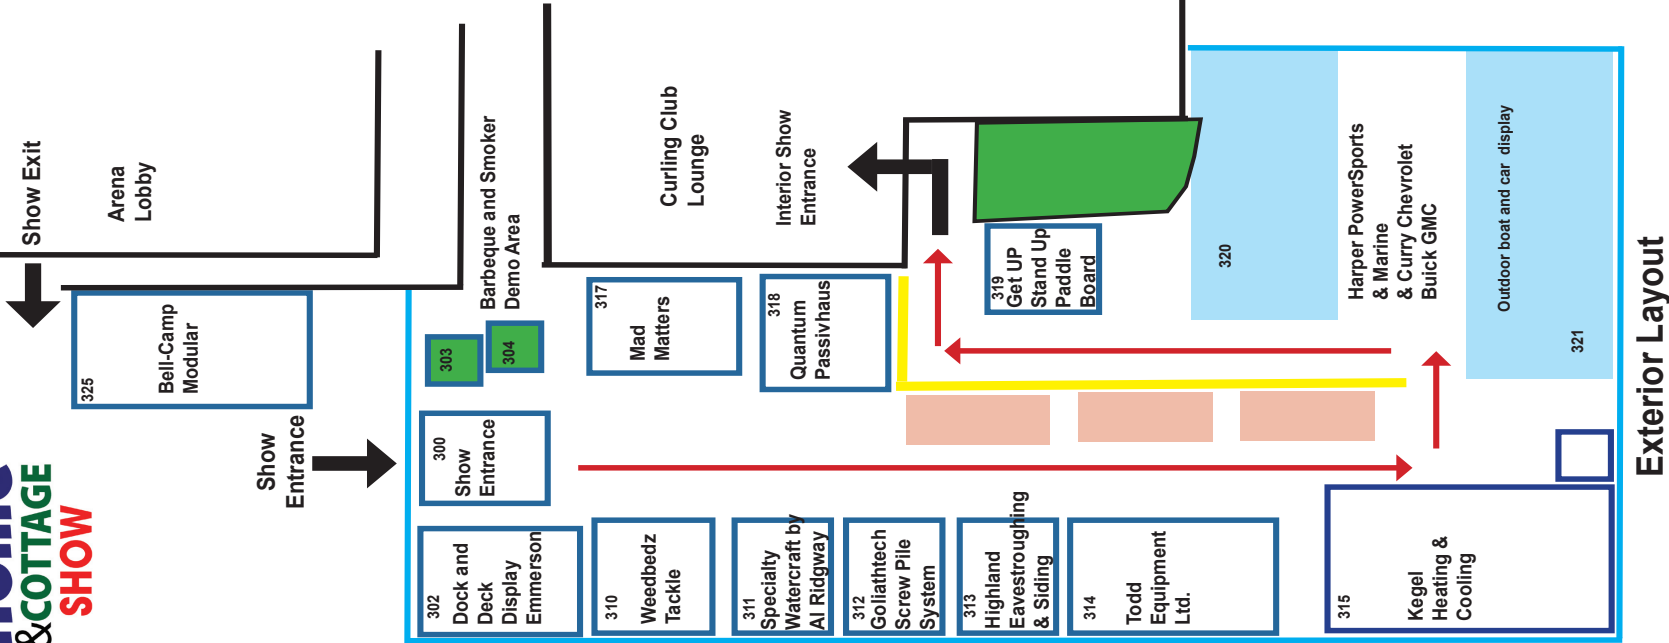 &COTTAGE
SHOW
Show Exit
Arena
Lobby
325
Bell-Camp
Modular
Show
Entrance
Barbeque and Smoker
Demo Area
303
304
300
Show
Entrance
302
Dock and
Deck
Display
Emmerson
310
Weedbedz
Tackle
311
Specialty
Watercraft by
Al Ridgway
312
Goliathtech
Screw Pile
System
313
Highland
Eavestroughing
& Siding
314
Todd
Equipment
Ltd.
315
Kegel
Heating &
Cooling
317
Mad
Matters
318
Quantum
Passivhaus
Curling Club
Lounge
Interior Show
Entrance
319
Get UP
Stand Up
Paddle
Board
320
Harper PowerSports
& Marine
& Curry Chevrolet
Buick GMC
Outdoor boat and car display
321
Exterior Layout